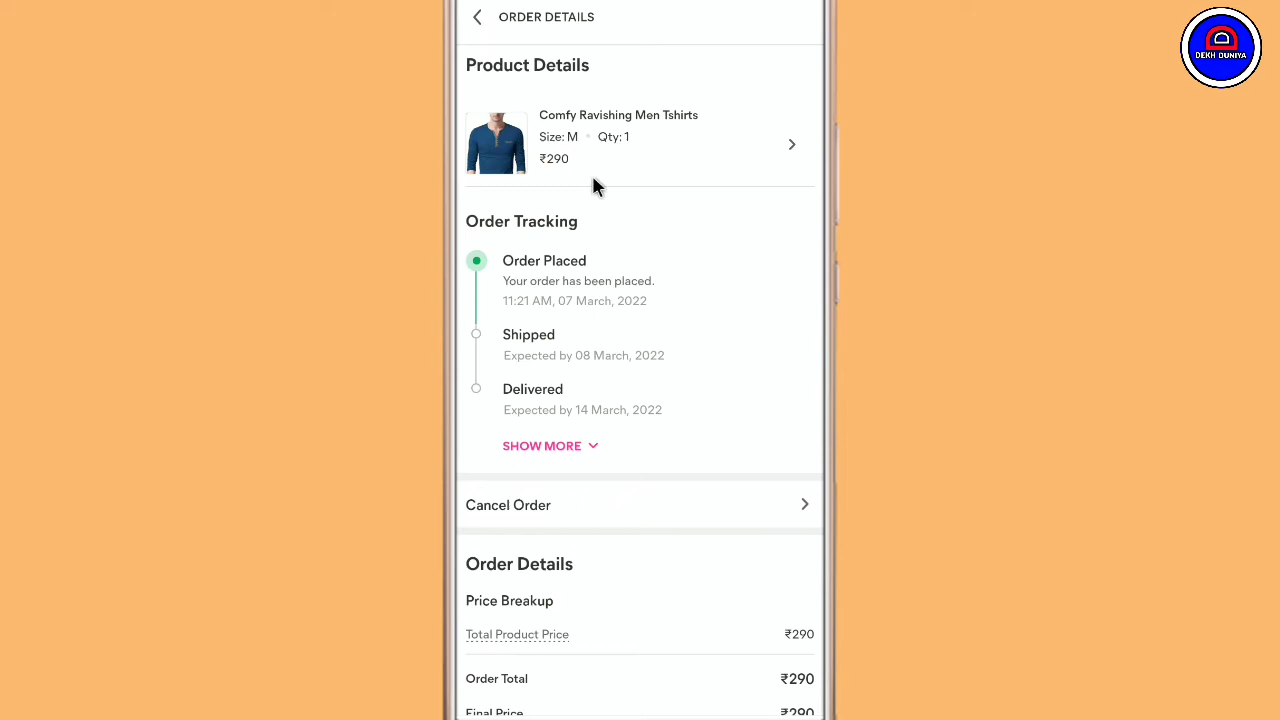 ORDER DETAILS
DEKH DUNIYA
Product Details
Comfy Ravishing Men Tshirts
Size: M • Qty: 1
₹290
Order Tracking
Order Placed
Your order has been placed.
11:21 AM, 07 March, 2022
Shipped
Expected by 08 March, 2022
Delivered
Expected by 14 March, 2022
SHOW MORE
Cancel Order
Order Details
Price Breakup
Total Product Price ₹290
Order Total ₹290
Final Price ₹290